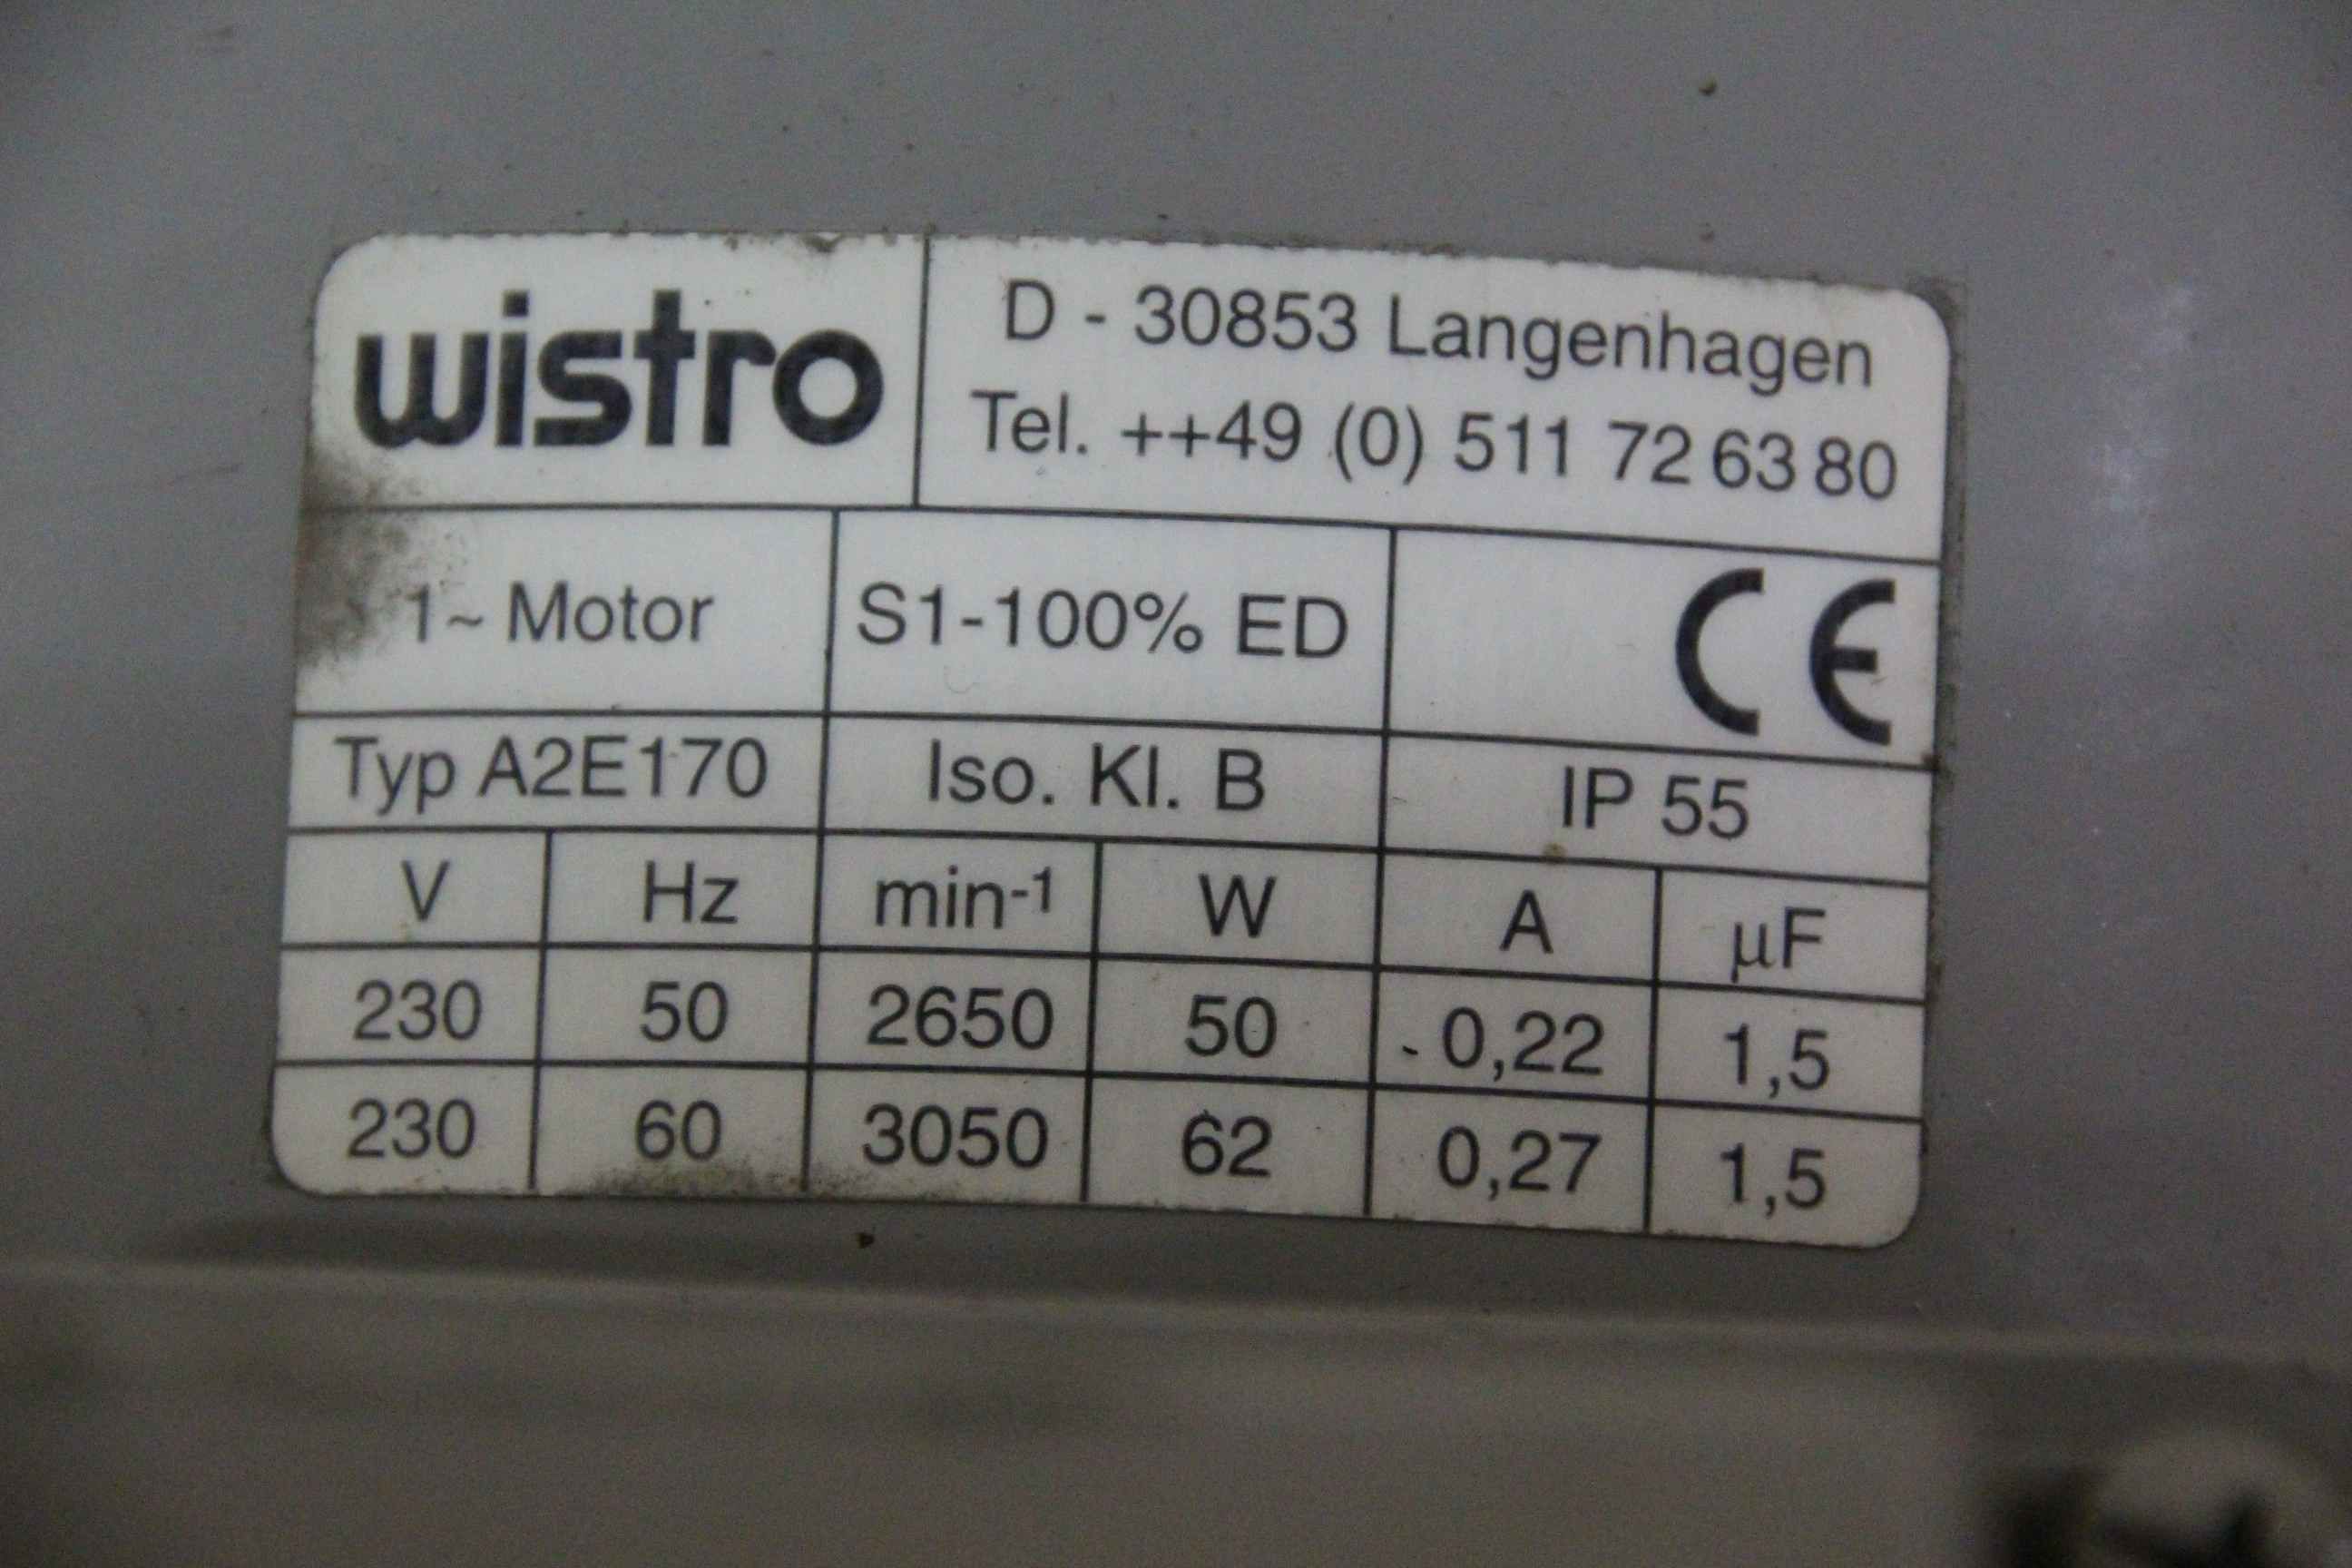 wistro
D - 30853 Langenhagen
Tel. ++49 (0) 511 72 63 80
1~ Motor S1-100% ED CE
Typ A2E170 Iso. Kl. B IP 55
V Hz min-1 W A µF
230 50 2650 50 0,22 1,5
230 60 3050 62 0,27 1,5